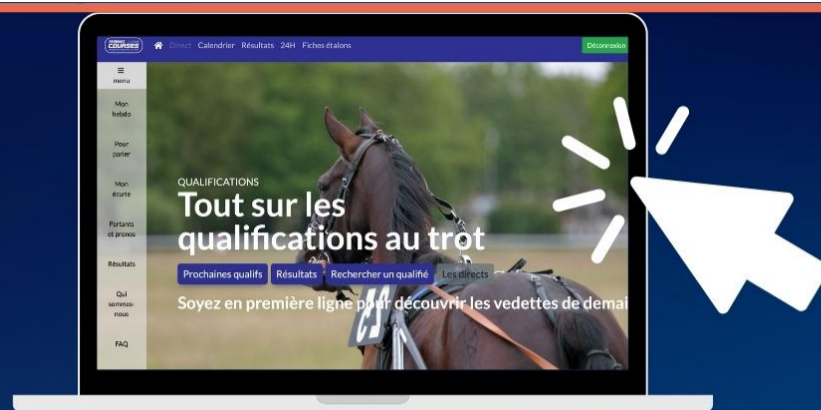 COURSES
Direct Calendrier Résultats 24H Fiches étalons
Déconnexion
menu
Mon
hebdo
Pour
parier
Mon
écurie
Partants
et pronos
Résultats
Qui
sommes-
nous
FAQ
QUALIFICATIONS
Tout sur les
qualifications au trot
Prochaines qualifs Résultats Rechercher un qualifié Les directs
Soyez en première ligne pour découvrir les vedettes de demai